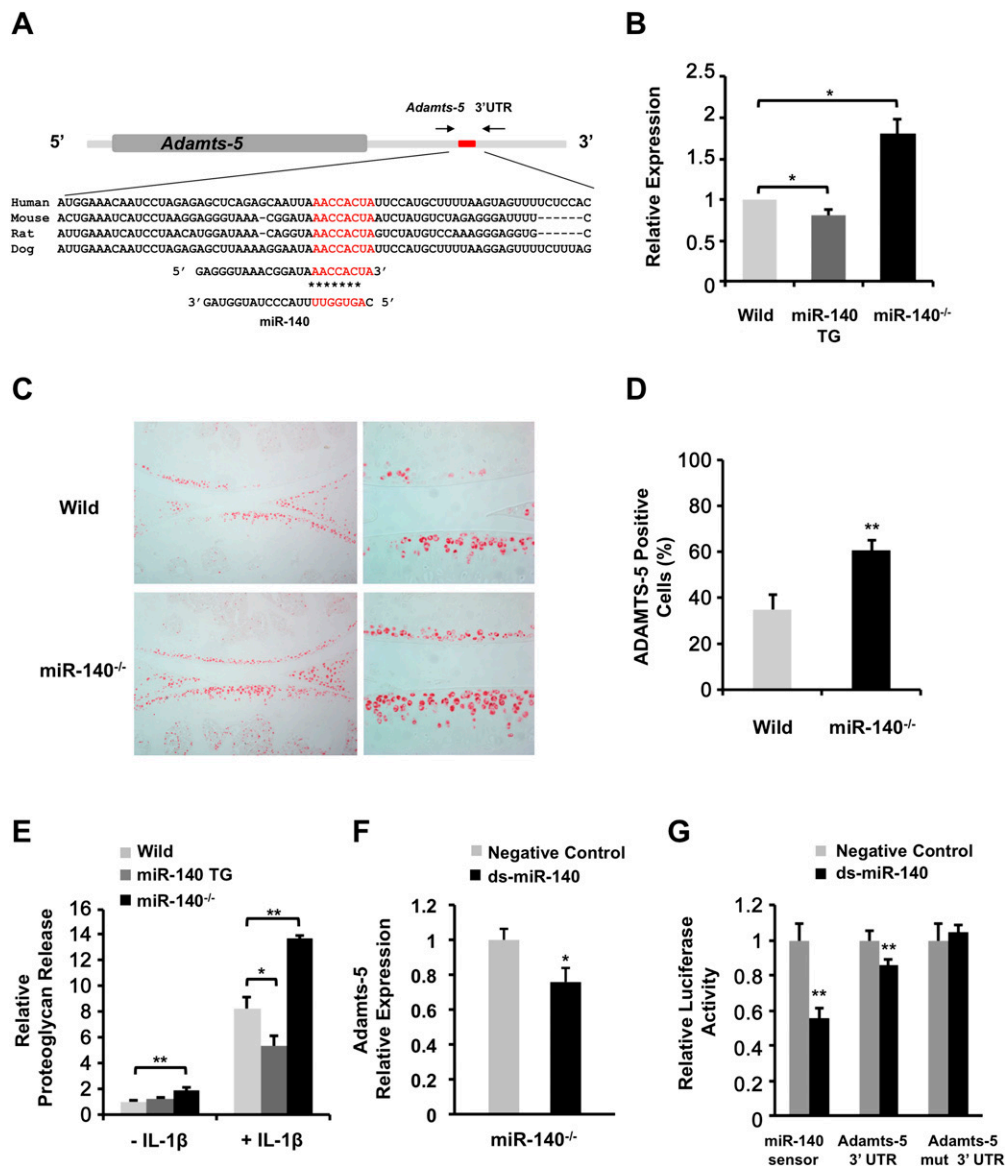 A
Adamts-5 3’UTR
5’ Adamts-5 3’
Human AUGGAAACAAUCCUAGAGAGCUCAGAGCAAUUAAACCACUAUUCCAUGCUUUUAAGUAGUUUUCUCCAC
Mouse ACUGAAAUCAUCCUAAGGAGGGUAAA-CGGAUAAACCACUAAUUCUAUGUCUAGAGGGAUUUU------C
Rat AUUGAAACAAUCCUAACAUGGAUAAA-CAGGUAAACCACUAGUCUAUGUCCAAAGGGAGGUG------C
Dog AUUGAAACAAUCCUAGAGAGCUUAAAAGGAAUAAACCACUAUUCCAUGCUUUUAAGGAGUUUUCUUUAG
5’ GAGGGUAAACGGAUAAACCACUA3’
*******
3’GAUGGUAUCCCAUUUUGGUGAC 5’
miR-140
B
Relative Expression
2.5
2
1.5
1
0.5
0
*
*
Wild miR-140 TG miR-140-/-
C
Wild
miR-140-/-
D
ADAMTS-5 Positive Cells (%)
100
80
60
40
20
0
**
Wild miR-140-/-
E
Wild
miR-140 TG
miR-140-/-
Relative Proteoglycan Release
16
14
12
10
8
6
4
2
0
**
*
**
- IL-1β + IL-1β
F
Negative Control
ds-miR-140
Adamts-5 Relative Expression
1.2
1
0.8
0.6
0.4
0.2
0
*
miR-140-/-
G
Negative Control
ds-miR-140
Relative Luciferase Activity
1.2
1
0.8
0.6
0.4
0.2
0
**
**
miR-140 sensor
Adamts-5 3’ UTR
Adamts-5 mut 3’ UTR